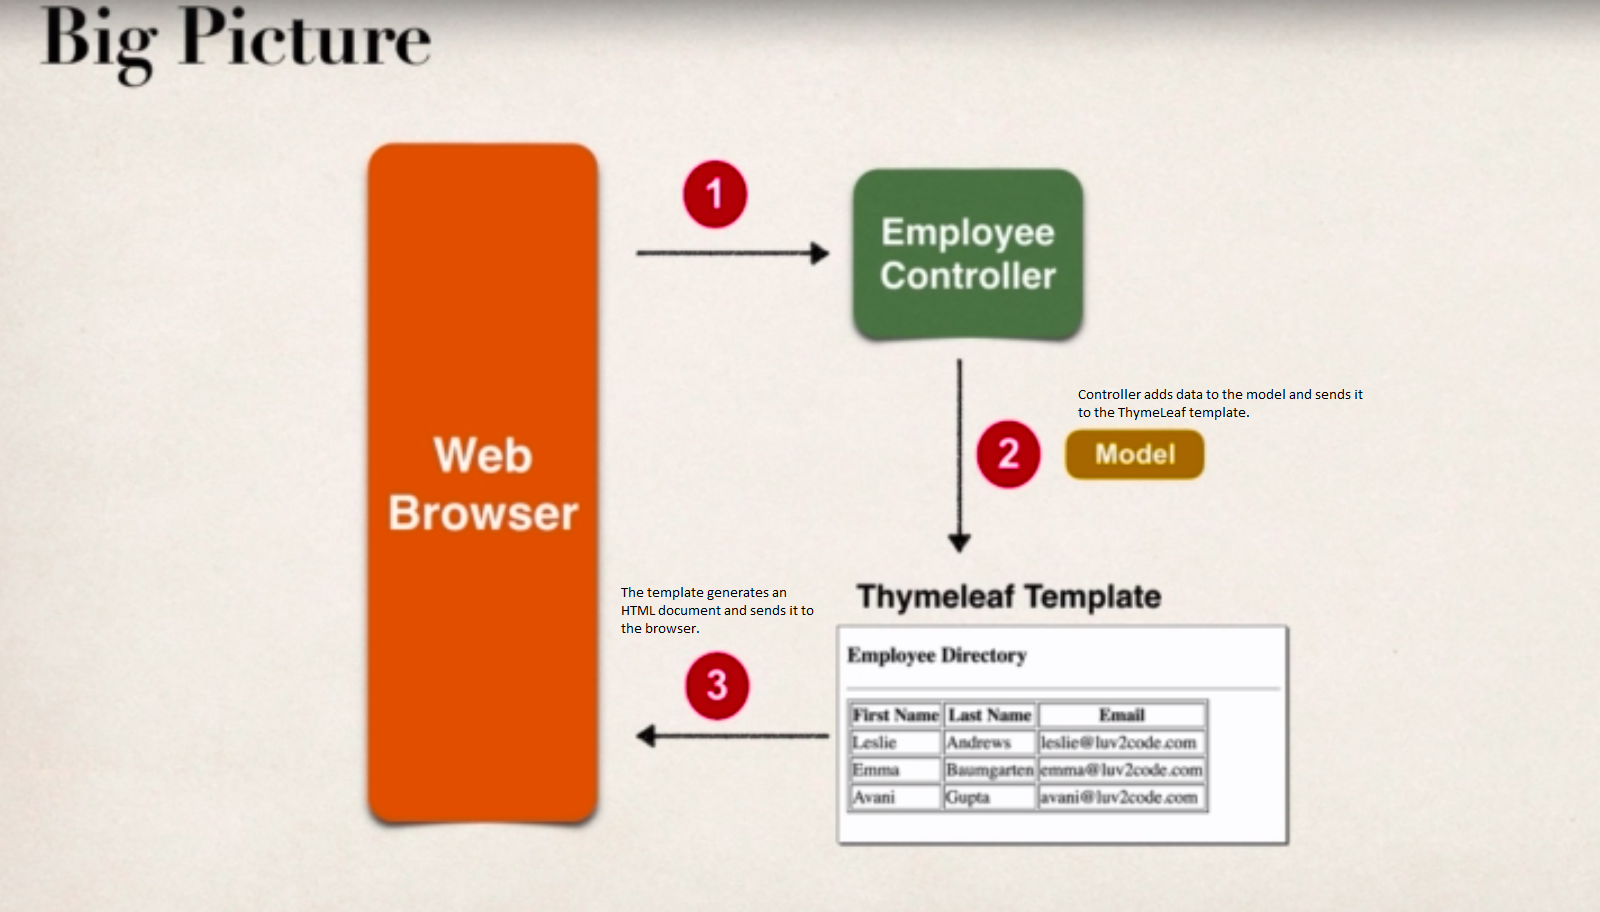 Big Picture
1
Employee
Controller
Controller adds data to the model and sends it
to the ThymeLeaf template.
2
Model
Web
Browser
The template generates an
HTML document and sends it to
the browser.
3
Thymeleaf Template
Employee Directory
First Name Last Name Email
Leslie Andrews leslie@luv2code.com
Emma Baumgarten emma@luv2code.com
Avani Gupta avani@luv2code.com